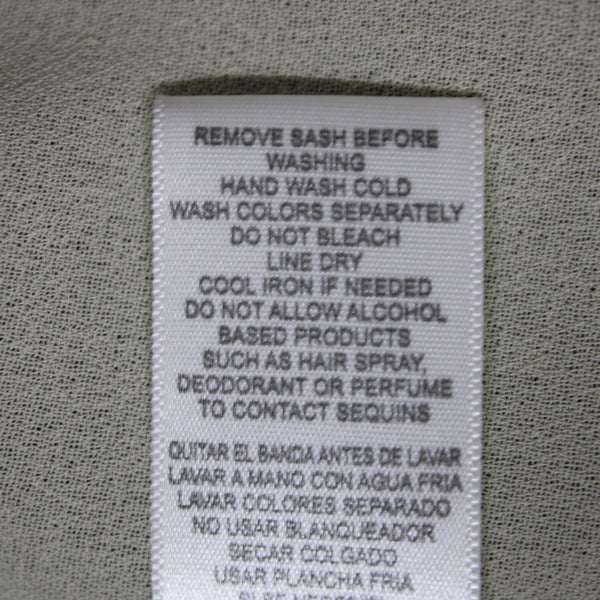 REMOVE SASH BEFORE
WASHING
HAND WASH COLD
WASH COLORS SEPARATELY
DO NOT BLEACH
LINE DRY
COOL IRON IF NEEDED
DO NOT ALLOW ALCOHOL
BASED PRODUCTS
SUCH AS HAIR SPRAY,
DEODORANT OR PERFUME
TO CONTACT SEQUINS
QUITAR EL BANDA ANTES DE LAVAR
LAVAR A MANO CON AGUA FRIA
LAVAR COLORES SEPARADO
NO USAR BLANQUEADOR
SECAR COLGADO
USAR PLANCHA FRIA